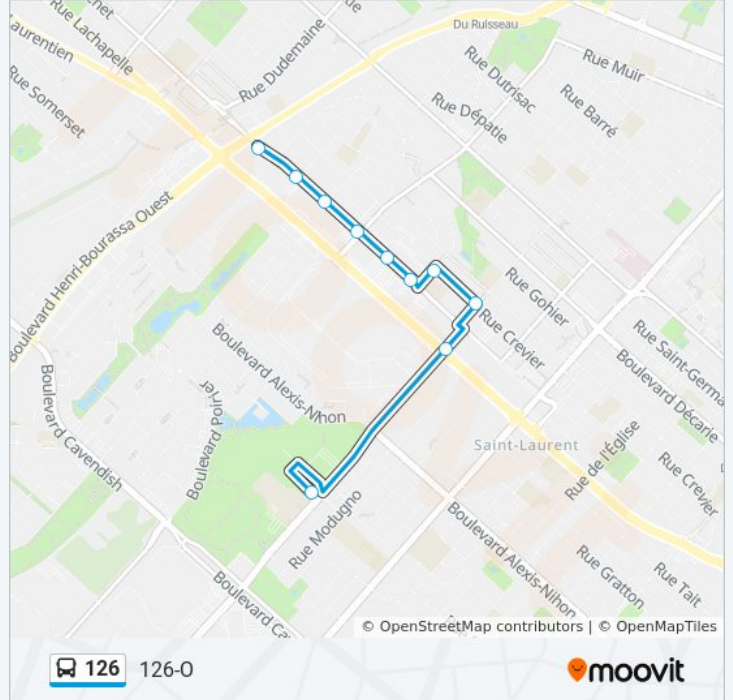 Rue Lachapelle
Laurentien
Rue Dudemaine
Du Ruisseau
Rue Muir
Rue Dutrisac
Rue Barré
Rue Dépatie
Rue Somerset
Boulevard Henri-Bourassa Ouest
Rue Gohier
Rue Crevier
Rue Saint-Germa
Boulevard Décarie
Boulevard Alexis-Nihon
Boulevard Poirier
Boulevard Cavendish
Saint-Laurent
Rue de l'Église
Rue Crevier
Rue Modugno
Boulevard Alexis-Nihon
Rue Gratton
Rue Tait
Boulevard Ca
© OpenStreetMap contributors | © OpenMapTiles
126 126-O
moovit